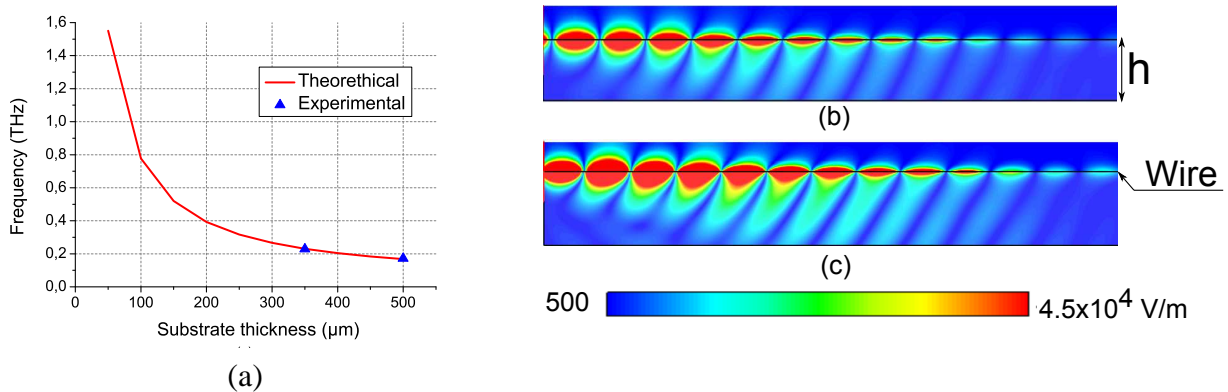 1,6
1,4
1,2
1,0
0,8
0,6
0,4
0,2
0,0
Frequency (THz)
Theorethical
Experimental
0 100 200 300 400 500
Substrate thickness (µm)
(a)
h
(b)
Wire
(c)
500 4.5x10⁴ V/m